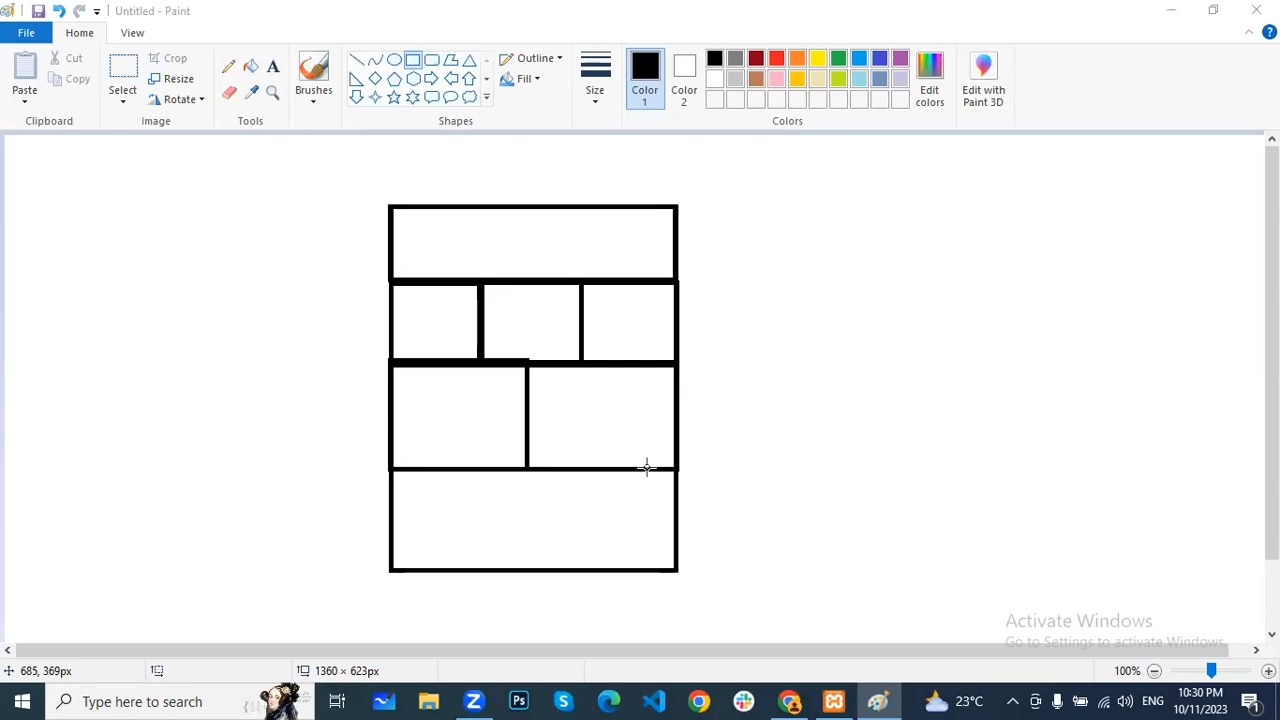 Untitled - Paint
File
Home
View
Paste
Cut
Copy
Clipboard
Select
Crop
Resize
Rotate
Image
A
Tools
Brushes
Shapes
Outline
Fill
Size
Color 1
Color 2
Edit colors
Edit with Paint 3D
Colors
Activate Windows
Go to Settings to activate Windows.
685, 369px
1360 × 623px
100%
Type here to search
Ps
23°C
ENG
10:30 PM
10/11/2023
1